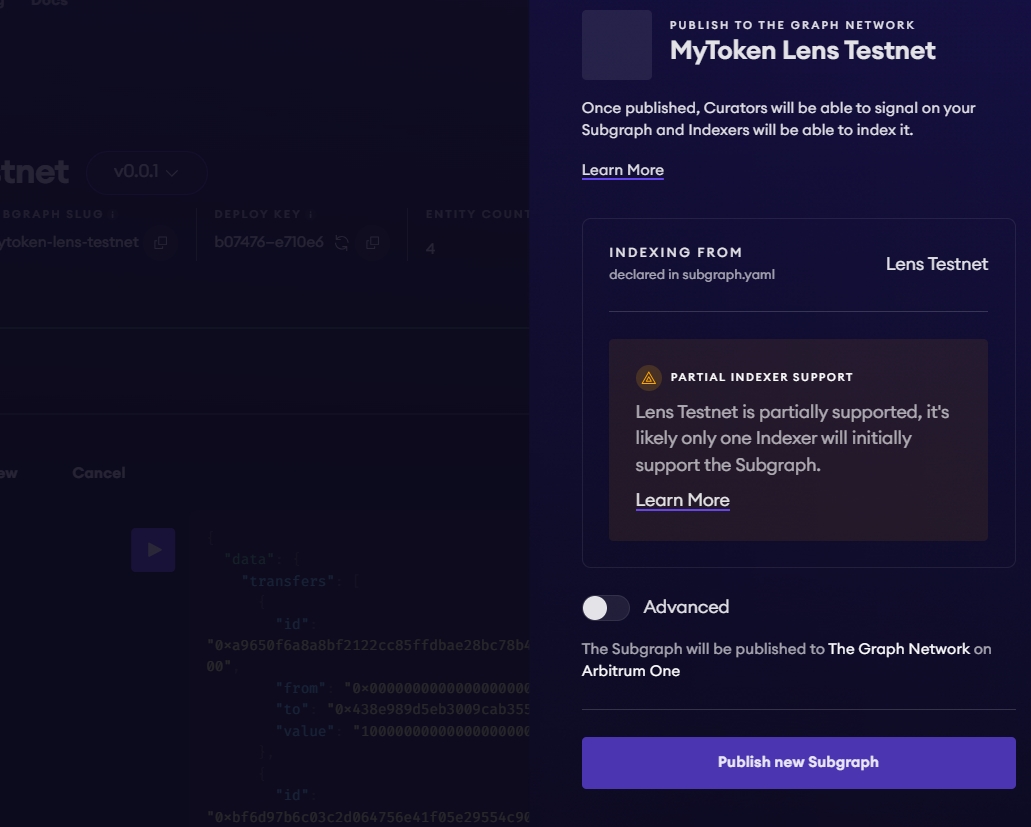 Docs
PUBLISH TO THE GRAPH NETWORK
MyToken Lens Testnet
Once published, Curators will be able to signal on your
Subgraph and Indexers will be able to index it.
Learn More
INDEXING FROM
declared in subgraph.yaml
Lens Testnet
PARTIAL INDEXER SUPPORT
Lens Testnet is partially supported, it's
likely only one Indexer will initially
support the Subgraph.
Learn More
Advanced
The Subgraph will be published to The Graph Network on
Arbitrum One
Publish new Subgraph
tnet
v0.0.1
BGRAPH SLUG
DEPLOY KEY
ENTITY COUNT
ytoken-lens-testnet
b07476–e710e6
4
ew
Cancel
{
"data": {
"transfers": [
{
"id":
"0xa9650f6a8a8bf2122cc85ffdbae28bc78b4
00"
"from": "0x0000000000000000000
"to": "0x438e989d5eb3009cab355
"value": "10000000000000000000
},
{
"id":
"0xbf6d97b6c03c2d064756e41f05e29554c90